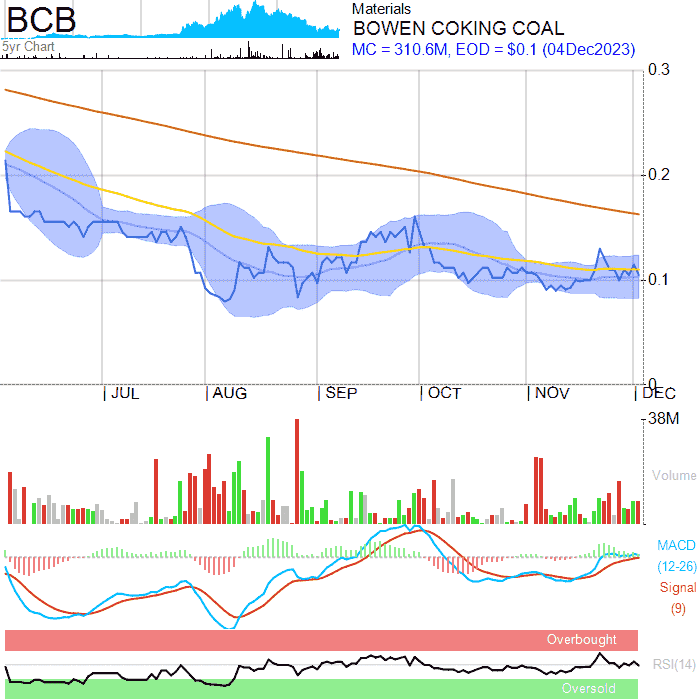 BCB
5yr Chart
Materials
BOWEN COKING COAL
MC = 310.6M, EOD = $0.1 (04Dec2023)
0.3
0.2
0.1
0
JUL AUG SEP OCT NOV DEC
38M
Volume
MACD
(12-26)
Signal
(9)
Overbought
RSI(14)
Oversold